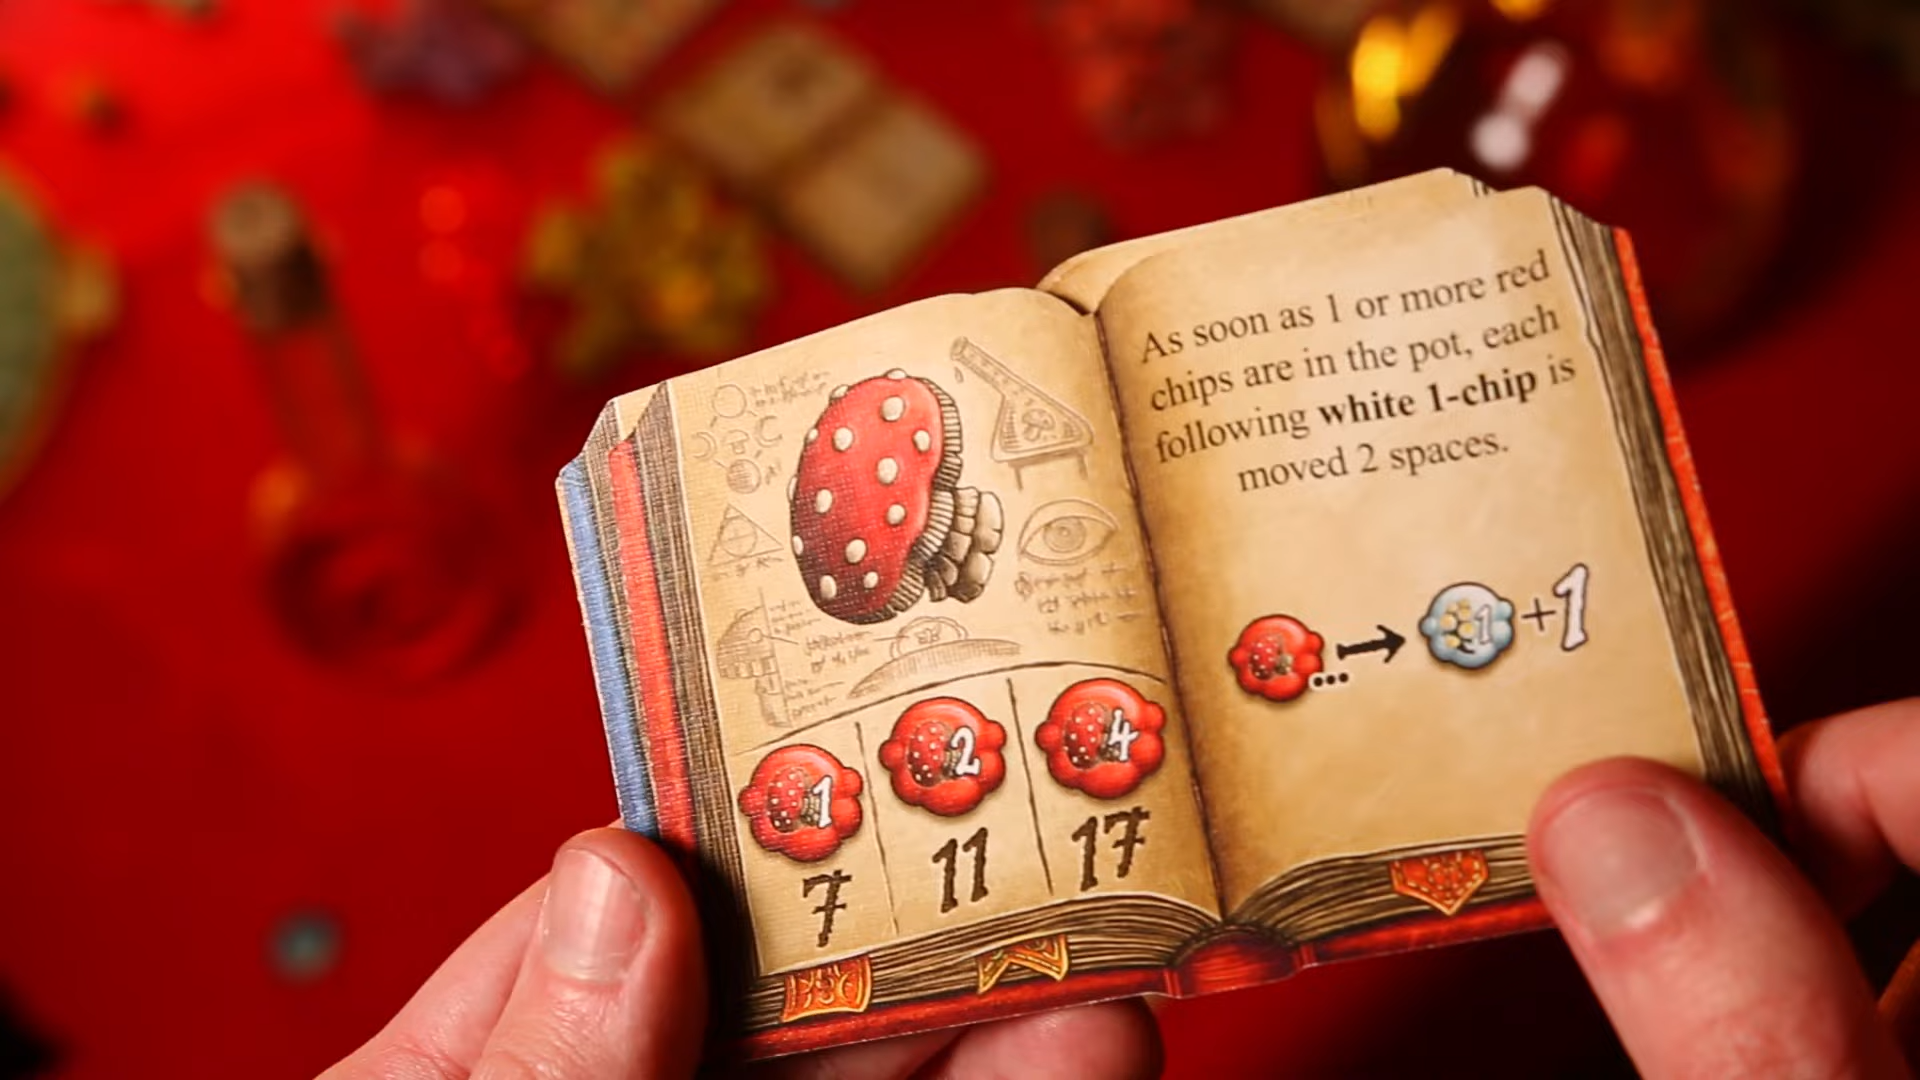 1
2
4
7
11
17
As soon as 1 or more red
chips are in the pot, each
following white 1-chip is
moved 2 spaces.
... 1 +1